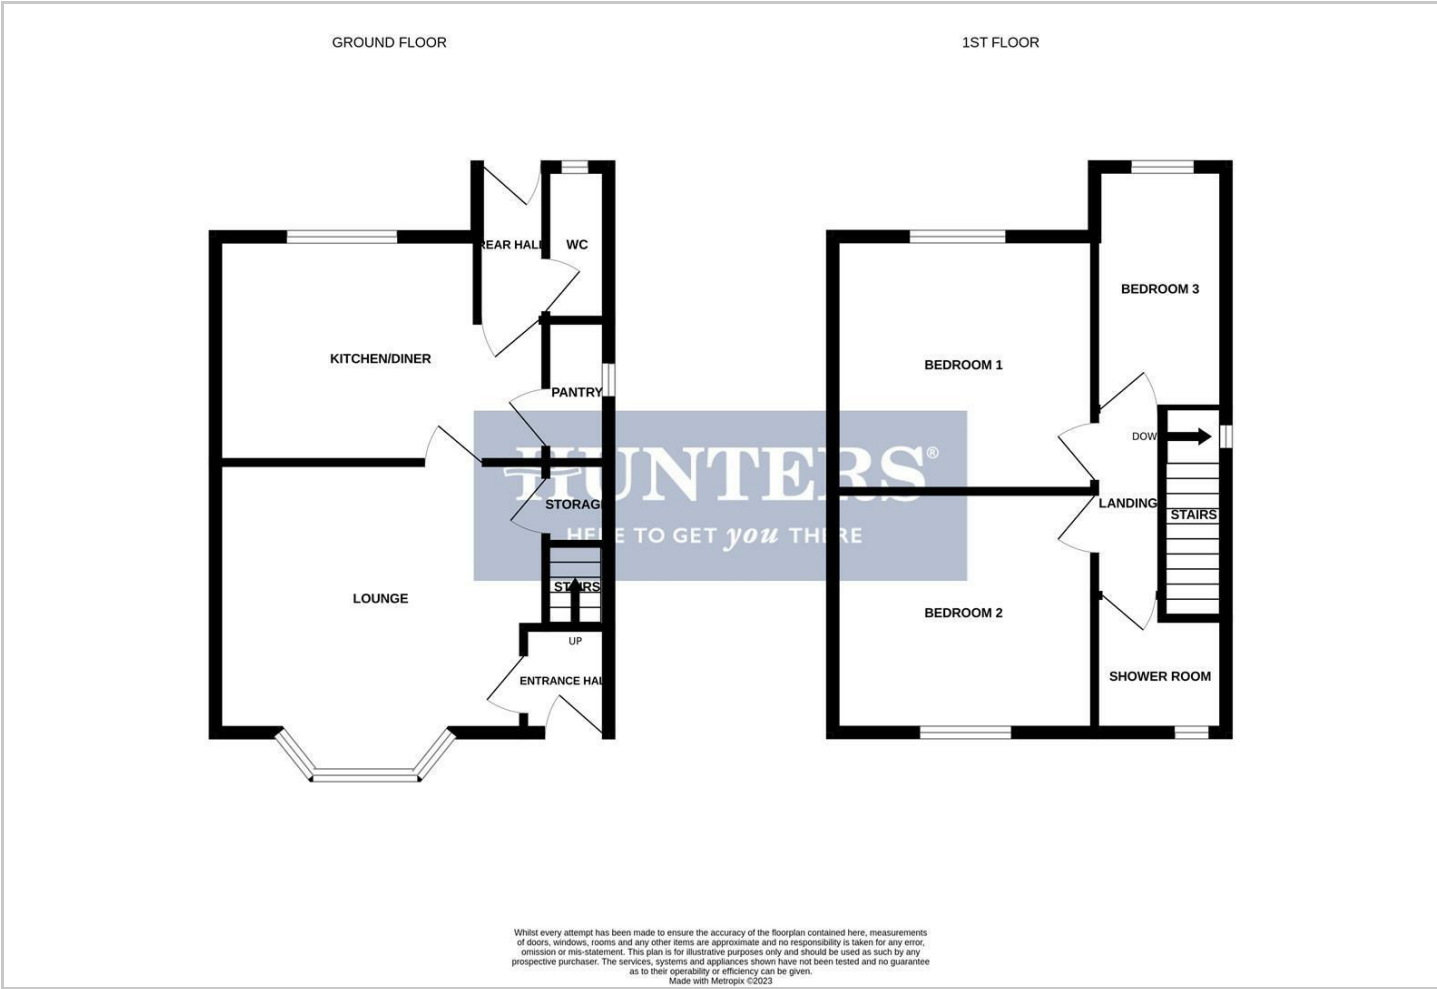 GROUND FLOOR
1ST FLOOR
REAR HALL
WC
KITCHEN/DINER
PANTRY
STORAG
LOUNGE
STAIRS
UP
ENTRANCE HAL
BEDROOM 3
BEDROOM 1
DOW
LANDING
STAIRS
BEDROOM 2
SHOWER ROOM
HUNTERS®
HERE TO GET you THERE
Whilst every attempt has been made to ensure the accuracy of the floorplan contained here, measurements
of doors, windows, rooms and any other items are approximate and no responsibility is taken for any error,
omission or mis-statement. This plan is for illustrative purposes only and should be used as such by any
prospective purchaser. The services, systems and appliances shown have not been tested and no guarantee
as to their operability or efficiency can be given.
Made with Metropix ©2023